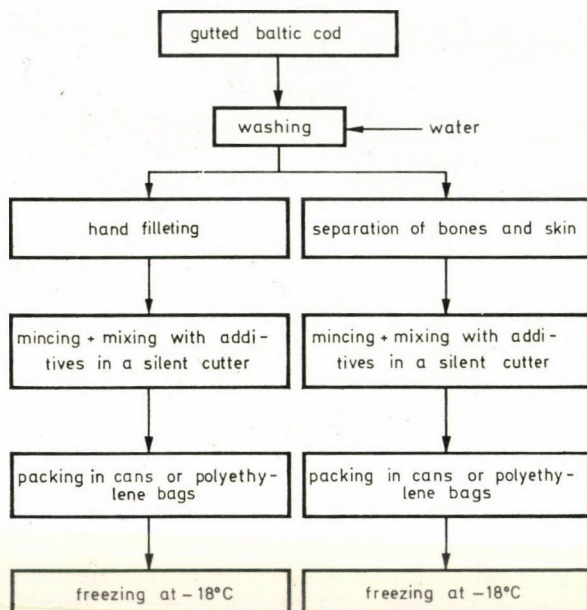 gutted baltic cod
washing
water
hand filleting
separation of bones and skin
mincing + mixing with addi-
tives in a silent cutter
mincing + mixing with addi-
tives in a silent cutter
packing in cans or polyethy-
lene bags
packing in cans or polyethy-
lene bags
freezing at -18°C
freezing at -18°C